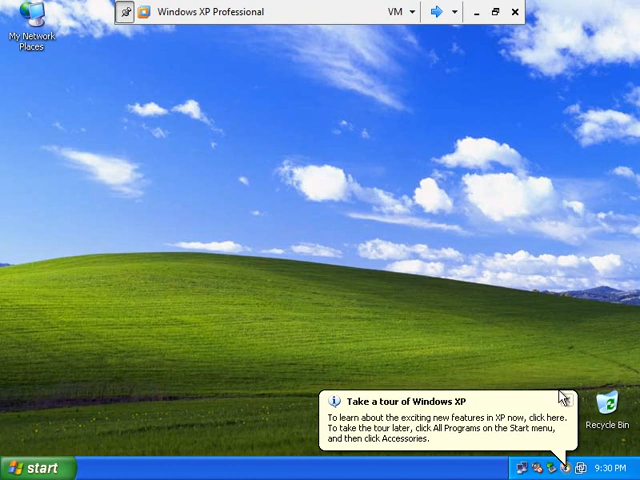 Windows XP Professional
VM
My Network
Places
Take a tour of Windows XP
To learn about the exciting new features in XP now, click here.
To take the tour later, click All Programs on the Start menu,
and then click Accessories.
Recycle Bin
start
9:30 PM